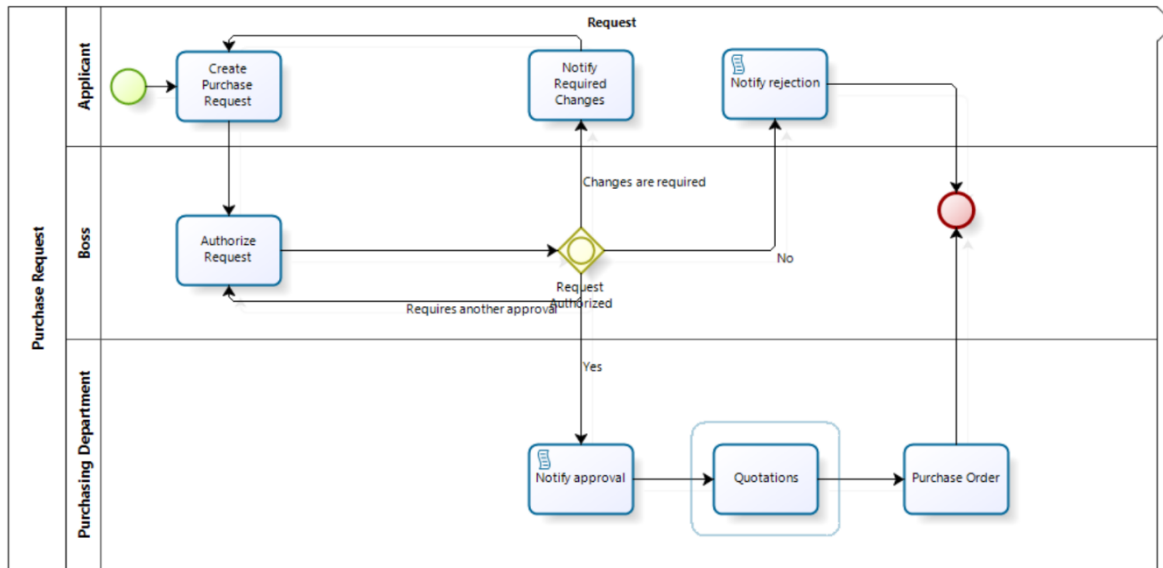 Request
Purchase Request
Applicant
Create
Purchase
Request
Notify
Required
Changes
Notify rejection
Changes are required
Boss
Authorize
Request
No
Request
Authorized
Requires another approval
Yes
Purchasing Department
Notify approval
Quotations
Purchase Order